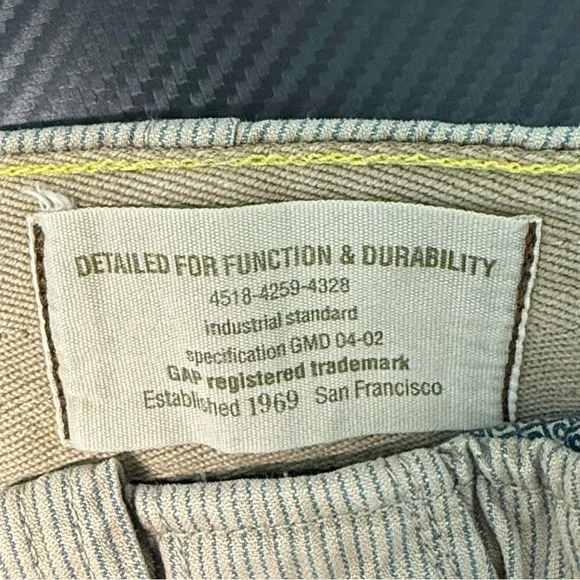 DETAILED FOR FUNCTION & DURABILITY
4518-4259-4328
industrial standard
specification GMD 04-02
GAP registered trademark
Established 1969 San Francisco